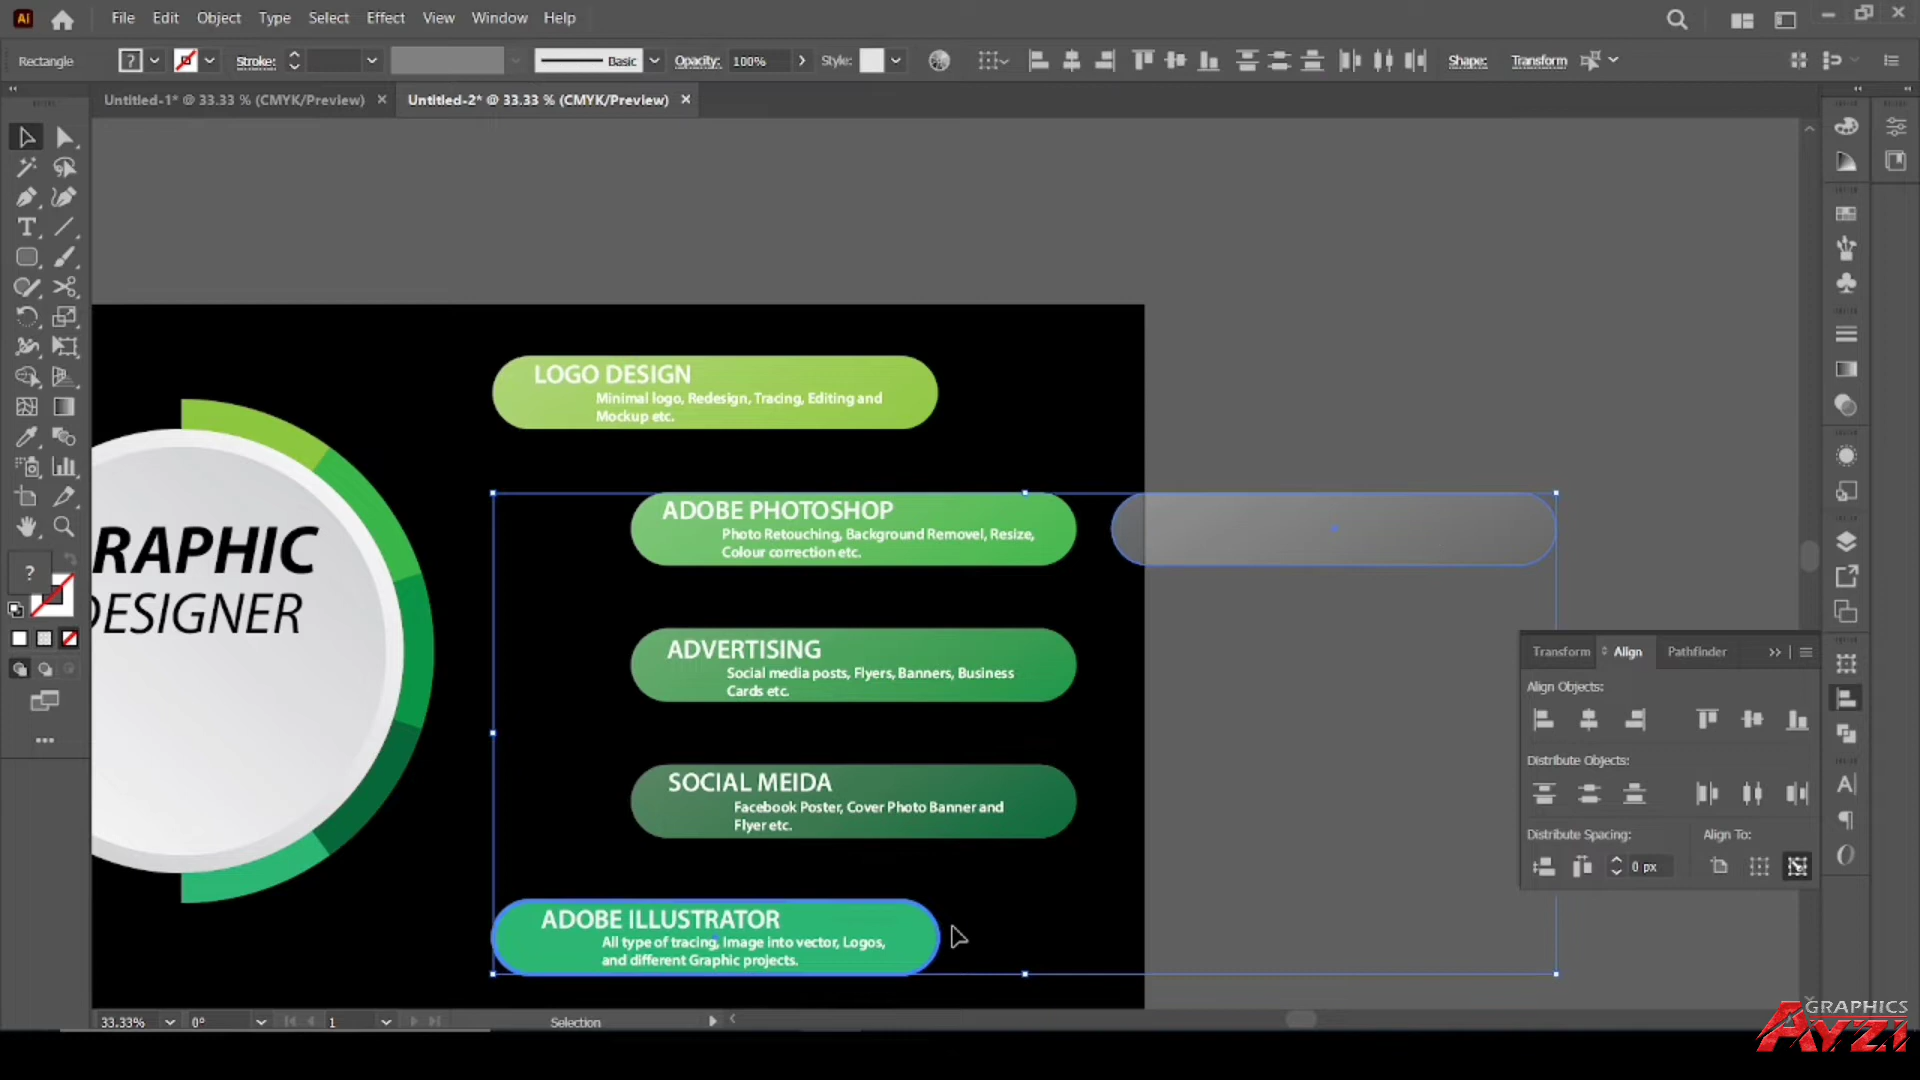 Ai File Edit Object Type Select Effect View Window Help
Rectangle ? Stroke: Basic Opacity: 100% Style: Shape: Transform
Untitled-1* @ 33.33 % (CMYK/Preview) × Untitled-2* @ 33.33 % (CMYK/Preview) ×
LOGO DESIGN
Minimal logo, Redesign, Tracing, Editing and
Mockup etc.
ADOBE PHOTOSHOP
Photo Retouching, Background Removel, Resize,
Colour correction etc.
RAPHIC
DESIGNER
ADVERTISING
Social media posts, Flyers, Banners, Business
Cards etc.
SOCIAL MEIDA
Facebook Poster, Cover Photo Banner and
Flyer etc.
ADOBE ILLUSTRATOR
All type of tracing, Image into vector, Logos,
and different Graphic projects.
?
Transform Align Pathfinder
Align Objects:
Distribute Objects:
Distribute Spacing: Align To:
0 px
33.33% 0° 1 Selection
GRAPHICS
AYZI